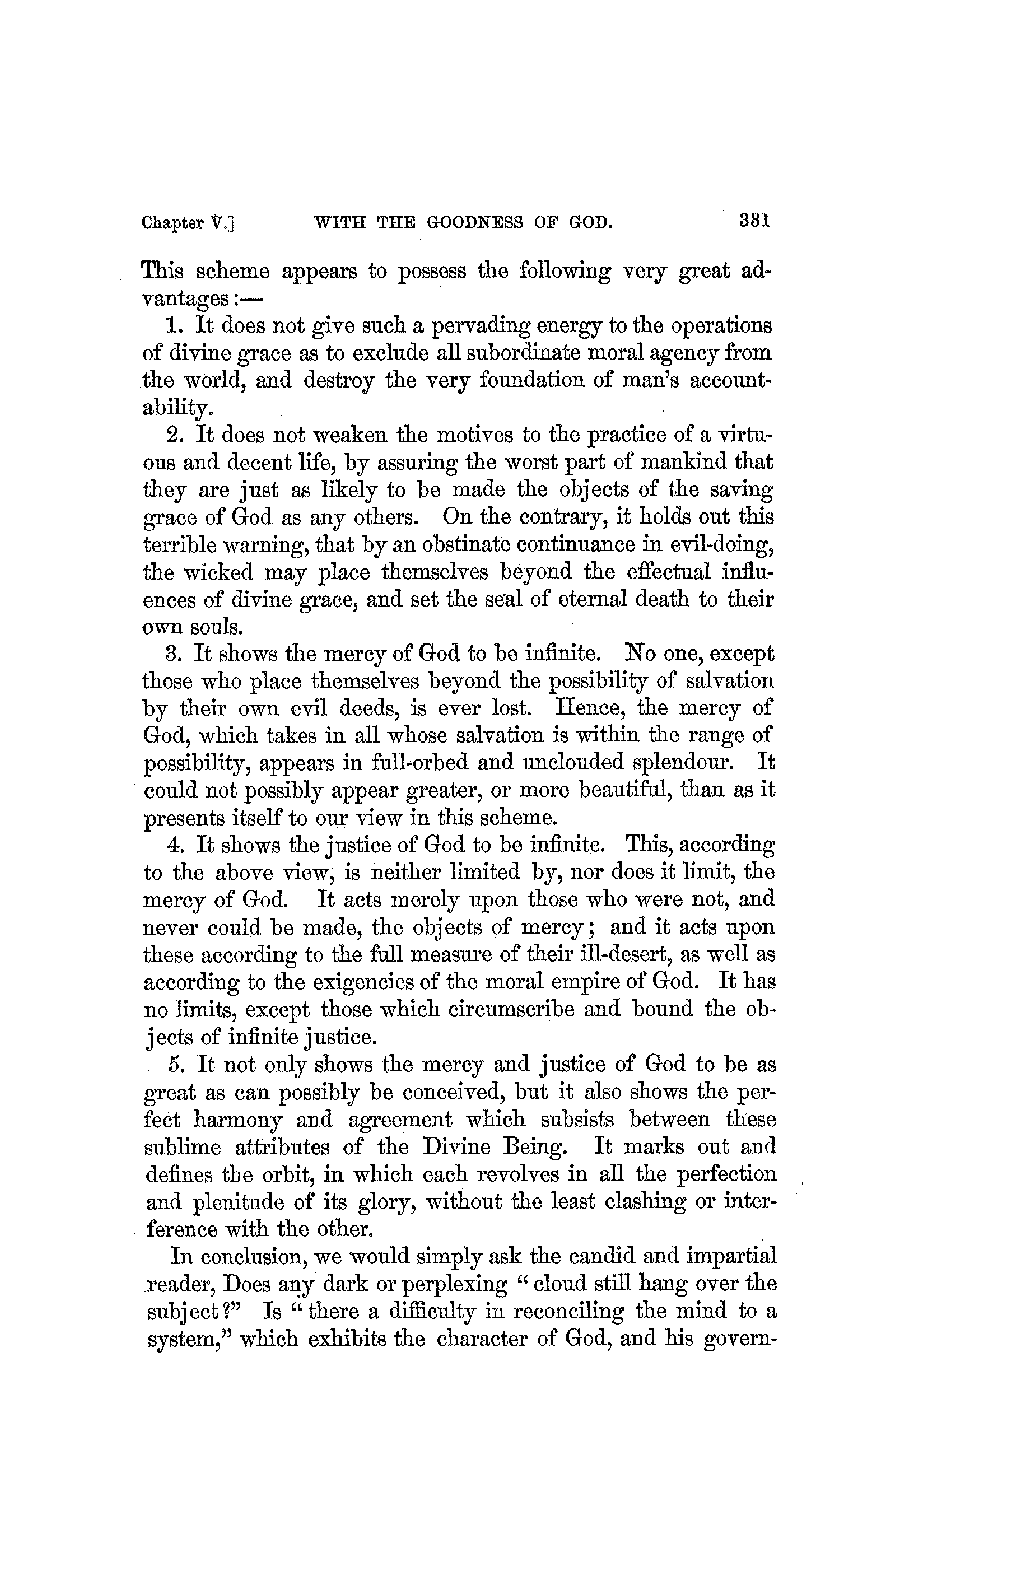 Chapter V.] WITH THE GOODNESS OF GOD. 381
This scheme appears to possess the following very great ad-
vantages :—
1. It does not give such a pervading energy to the operations
of divine grace as to exclude all subordinate moral agency from
the world, and destroy the very foundation of man's account-
ability.
2. It does not weaken the motives to the practice of a virtu-
ous and decent life, by assuring the worst part of mankind that
they are just as likely to be made the objects of the saving
grace of God as any others. On the contrary, it holds out this
terrible warning, that by an obstinate continuance in evil-doing,
the wicked may place themselves beyond the effectual influ-
ences of divine grace, and set the seal of eternal death to their
own souls.
3. It shows the mercy of God to be infinite. No one, except
those who place themselves beyond the possibility of salvation
by their own evil deeds, is ever lost. Hence, the mercy of
God, which takes in all whose salvation is within the range of
possibility, appears in full-orbed and unclouded splendour. It
could not possibly appear greater, or more beautiful, than as it
presents itself to our view in this scheme.
4. It shows the justice of God to be infinite. This, according
to the above view, is neither limited by, nor does it limit, the
mercy of God. It acts merely upon those who were not, and
never could be made, the objects of mercy; and it acts upon
these according to the full measure of their ill-desert, as well as
according to the exigencies of the moral empire of God. It has
no limits, except those which circumscribe and bound the ob-
jects of infinite justice.
5. It not only shows the mercy and justice of God to be as
great as can possibly be conceived, but it also shows the per-
fect harmony and agreement which subsists between these
sublime attributes of the Divine Being. It marks out and
defines the orbit, in which each revolves in all the perfection
and plenitude of its glory, without the least clashing or inter-
ference with the other.
In conclusion, we would simply ask the candid and impartial
reader, Does any dark or perplexing "cloud still hang over the
subject?" Is "there a difficulty in reconciling the mind to a
system," which exhibits the character of God, and his govern-